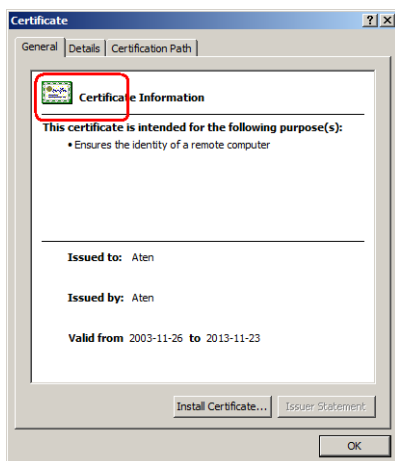 Certificate
General Details Certification Path
Certificate Information
This certificate is intended for the following purpose(s):
• Ensures the identity of a remote computer
Issued to: Aten
Issued by: Aten
Valid from 2003-11-26 to 2013-11-23
Install Certificate... Issuer Statement
OK